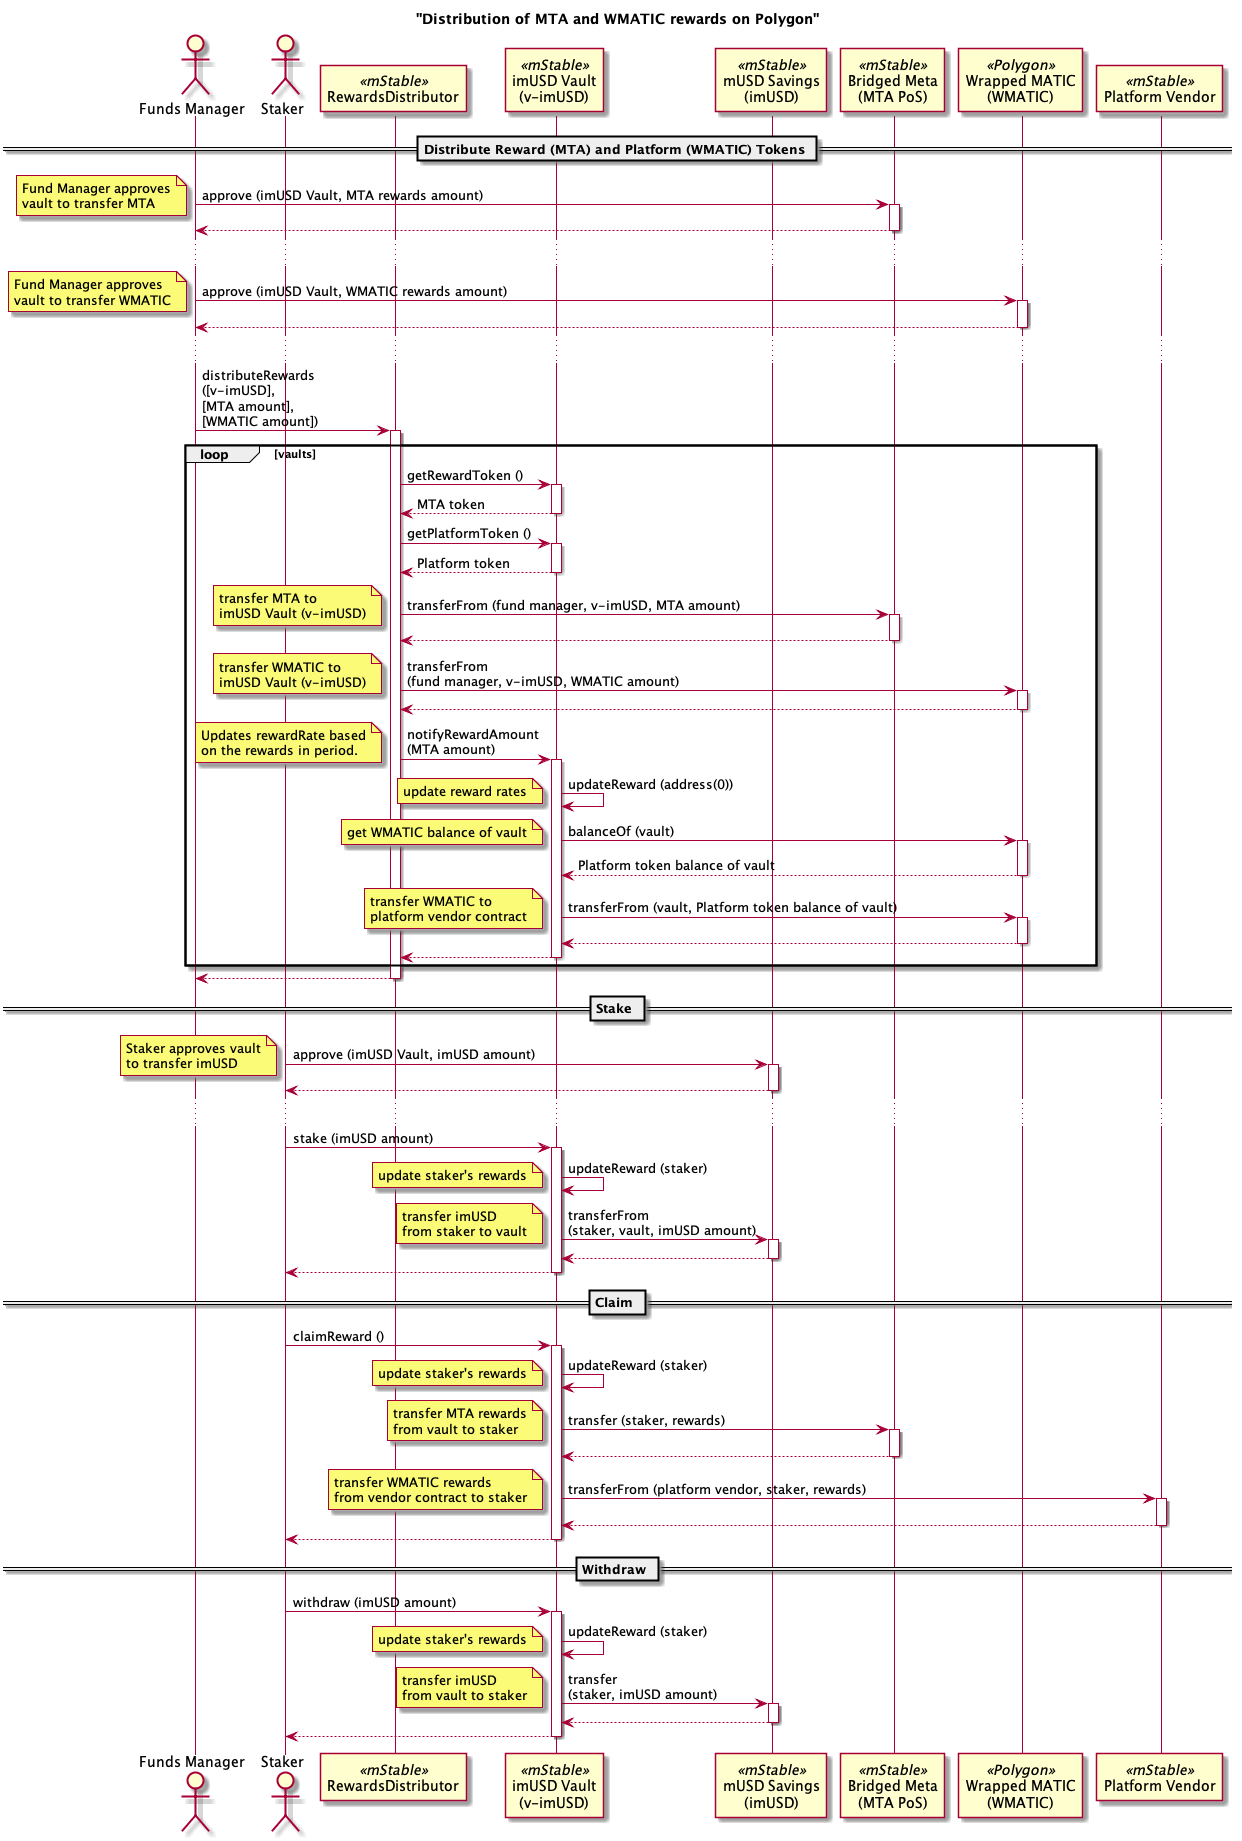 "Distribution of MTA and WMATIC rewards on Polygon"
Funds Manager
Staker
«mStable»
RewardsDistributor
«mStable»
imUSD Vault
(v-imUSD)
«mStable»
mUSD Savings
(imUSD)
«mStable»
Bridged Meta
(MTA PoS)
«Polygon»
Wrapped MATIC
(WMATIC)
«mStable»
Platform Vendor
Distribute Reward (MTA) and Platform (WMATIC) Tokens
Fund Manager approves
vault to transfer MTA
approve (imUSD Vault, MTA rewards amount)
Fund Manager approves
vault to transfer WMATIC
approve (imUSD Vault, WMATIC rewards amount)
distributeRewards
([v-imUSD],
[MTA amount],
[WMATIC amount])
loop
[vaults]
getRewardToken ()
MTA token
getPlatformToken ()
Platform token
transfer MTA to
imUSD Vault (v-imUSD)
transferFrom (fund manager, v-imUSD, MTA amount)
transfer WMATIC to
imUSD Vault (v-imUSD)
transferFrom
(fund manager, v-imUSD, WMATIC amount)
Updates rewardRate based
on the rewards in period.
notifyRewardAmount
(MTA amount)
update reward rates
updateReward (address(0))
get WMATIC balance of vault
balanceOf (vault)
Platform token balance of vault
transfer WMATIC to
platform vendor contract
transferFrom (vault, Platform token balance of vault)
Stake
Staker approves vault
to transfer imUSD
approve (imUSD Vault, imUSD amount)
stake (imUSD amount)
update staker's rewards
updateReward (staker)
transfer imUSD
from staker to vault
transferFrom
(staker, vault, imUSD amount)
Claim
claimReward ()
update staker's rewards
updateReward (staker)
transfer MTA rewards
from vault to staker
transfer (staker, rewards)
transfer WMATIC rewards
from vendor contract to staker
transferFrom (platform vendor, staker, rewards)
Withdraw
withdraw (imUSD amount)
update staker's rewards
updateReward (staker)
transfer imUSD
from vault to staker
transfer
(staker, imUSD amount)
Funds Manager
Staker
«mStable»
RewardsDistributor
«mStable»
imUSD Vault
(v-imUSD)
«mStable»
mUSD Savings
(imUSD)
«mStable»
Bridged Meta
(MTA PoS)
«Polygon»
Wrapped MATIC
(WMATIC)
«mStable»
Platform Vendor